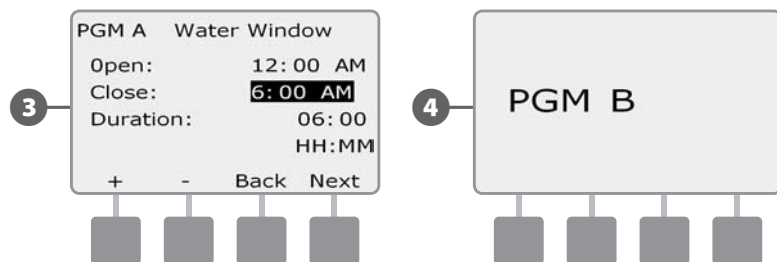 3
PGM A Water Window
Open: 12:00 AM
Close: 6:00 AM
Duration: 06:00
HH:MM
+ - Back Next
4
PGM B